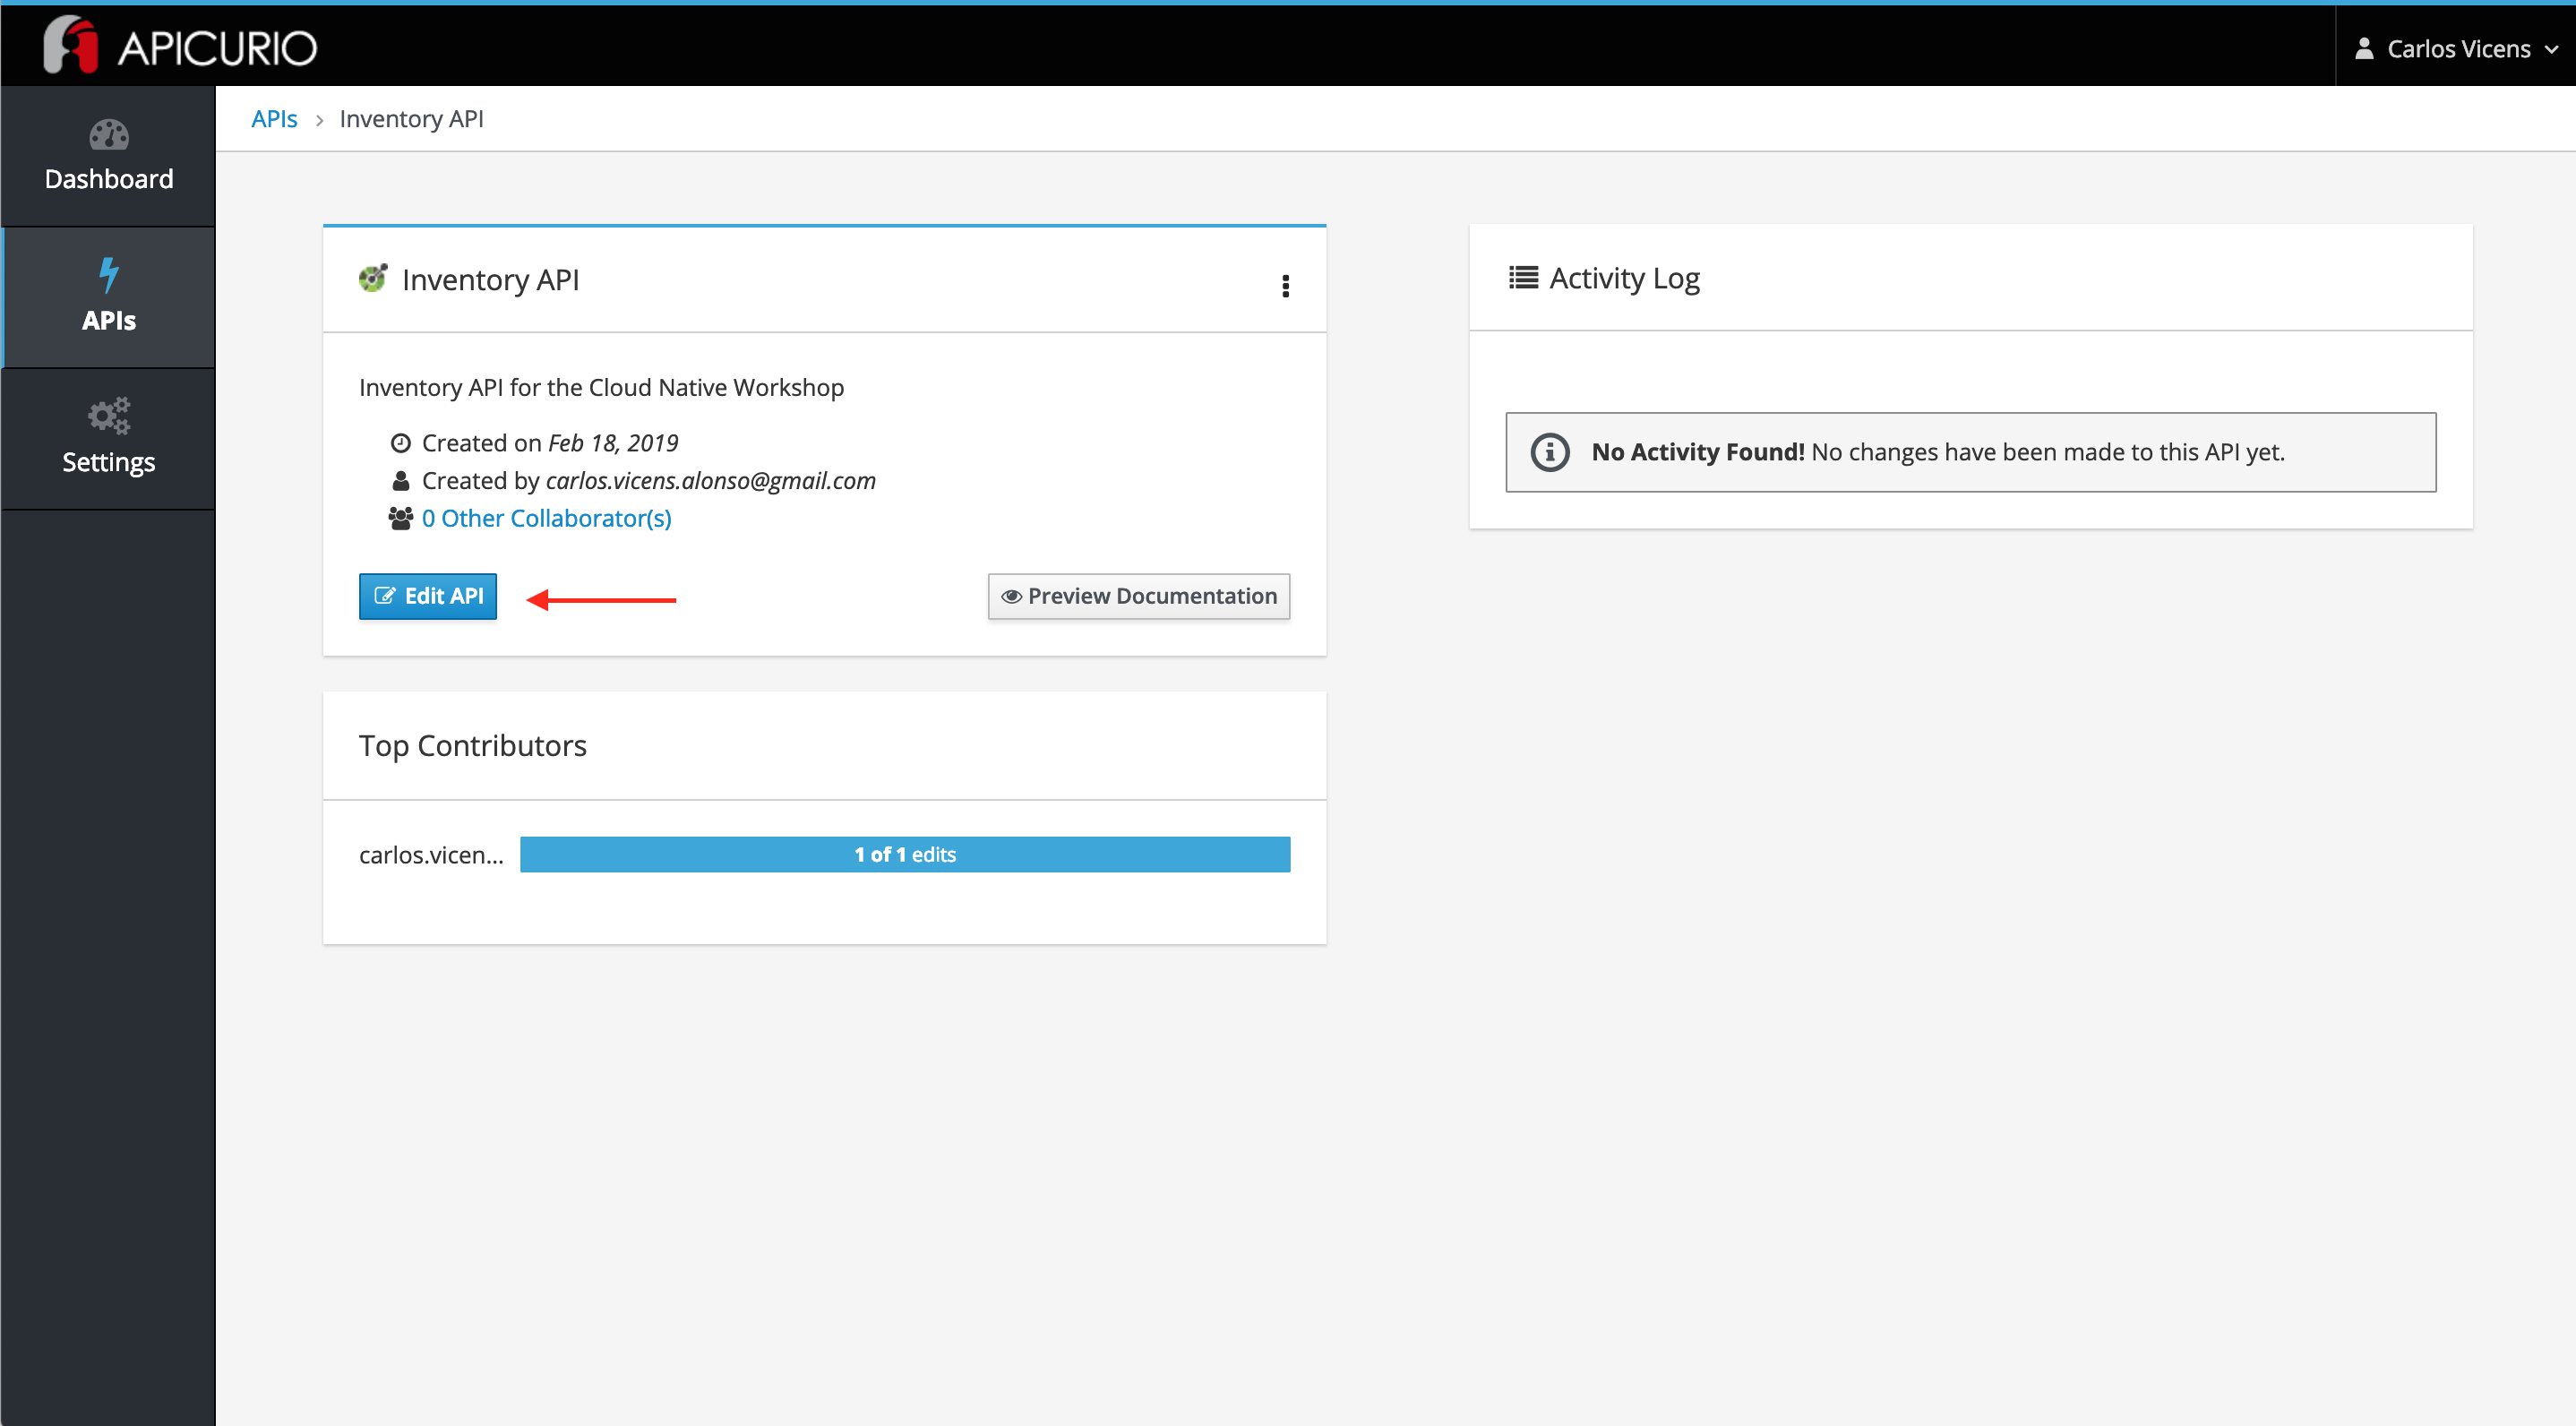 APICURIO
Carlos Vicens
Dashboard
APIs
Settings
APIs > Inventory API
Inventory API
Inventory API for the Cloud Native Workshop
Created on Feb 18, 2019
Created by carlos.vicens.alonso@gmail.com
0 Other Collaborator(s)
Edit API
Preview Documentation
Top Contributors
carlos.vicen...
1 of 1 edits
Activity Log
No Activity Found! No changes have been made to this API yet.